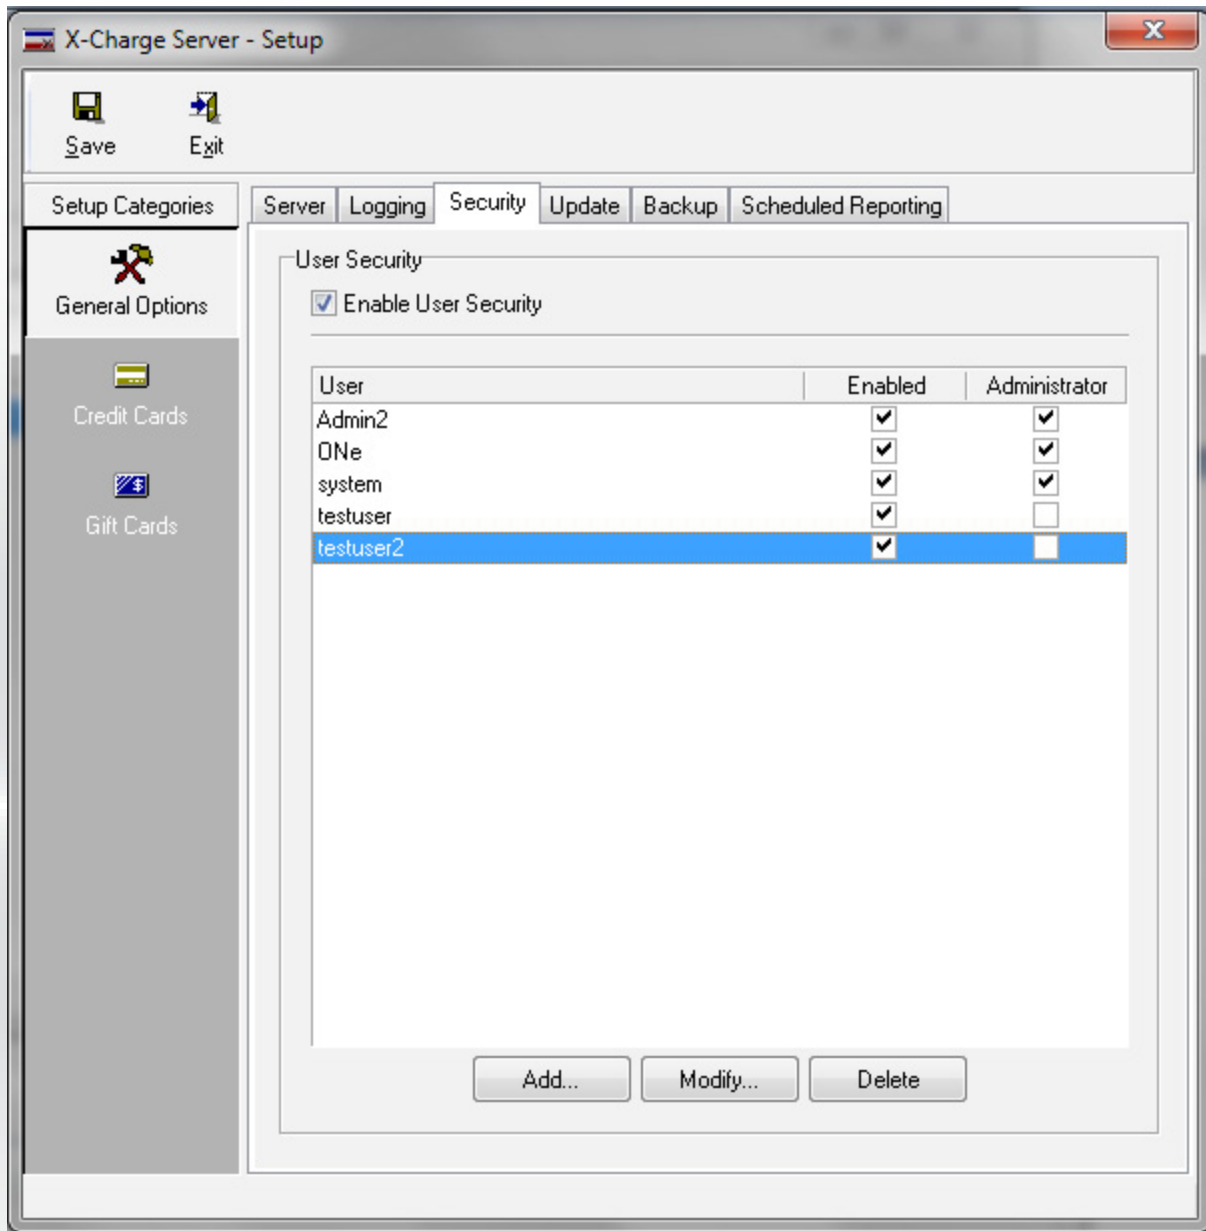 X-Charge Server - Setup
Save Exit
Setup Categories
Server Logging Security Update Backup Scheduled Reporting
General Options
Credit Cards
Gift Cards
User Security
Enable User Security
User Enabled Administrator
Admin2
ONe
system
testuser
testuser2
Add... Modify... Delete